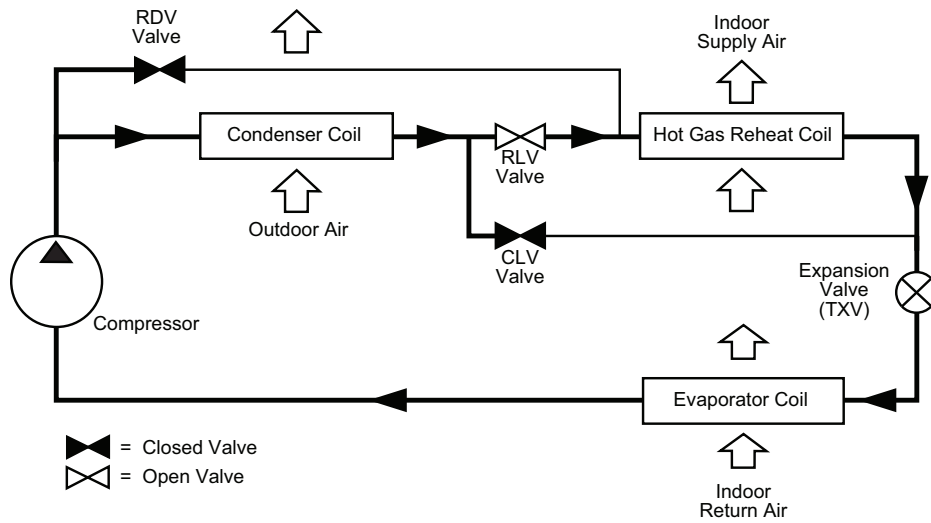 RDV
Valve
Indoor
Supply Air
Condenser Coil
RLV
Valve
Hot Gas Reheat Coil
Outdoor Air
CLV
Valve
Expansion
Valve
(TXV)
Compressor
Evaporator Coil
= Closed Valve
= Open Valve
Indoor
Return Air